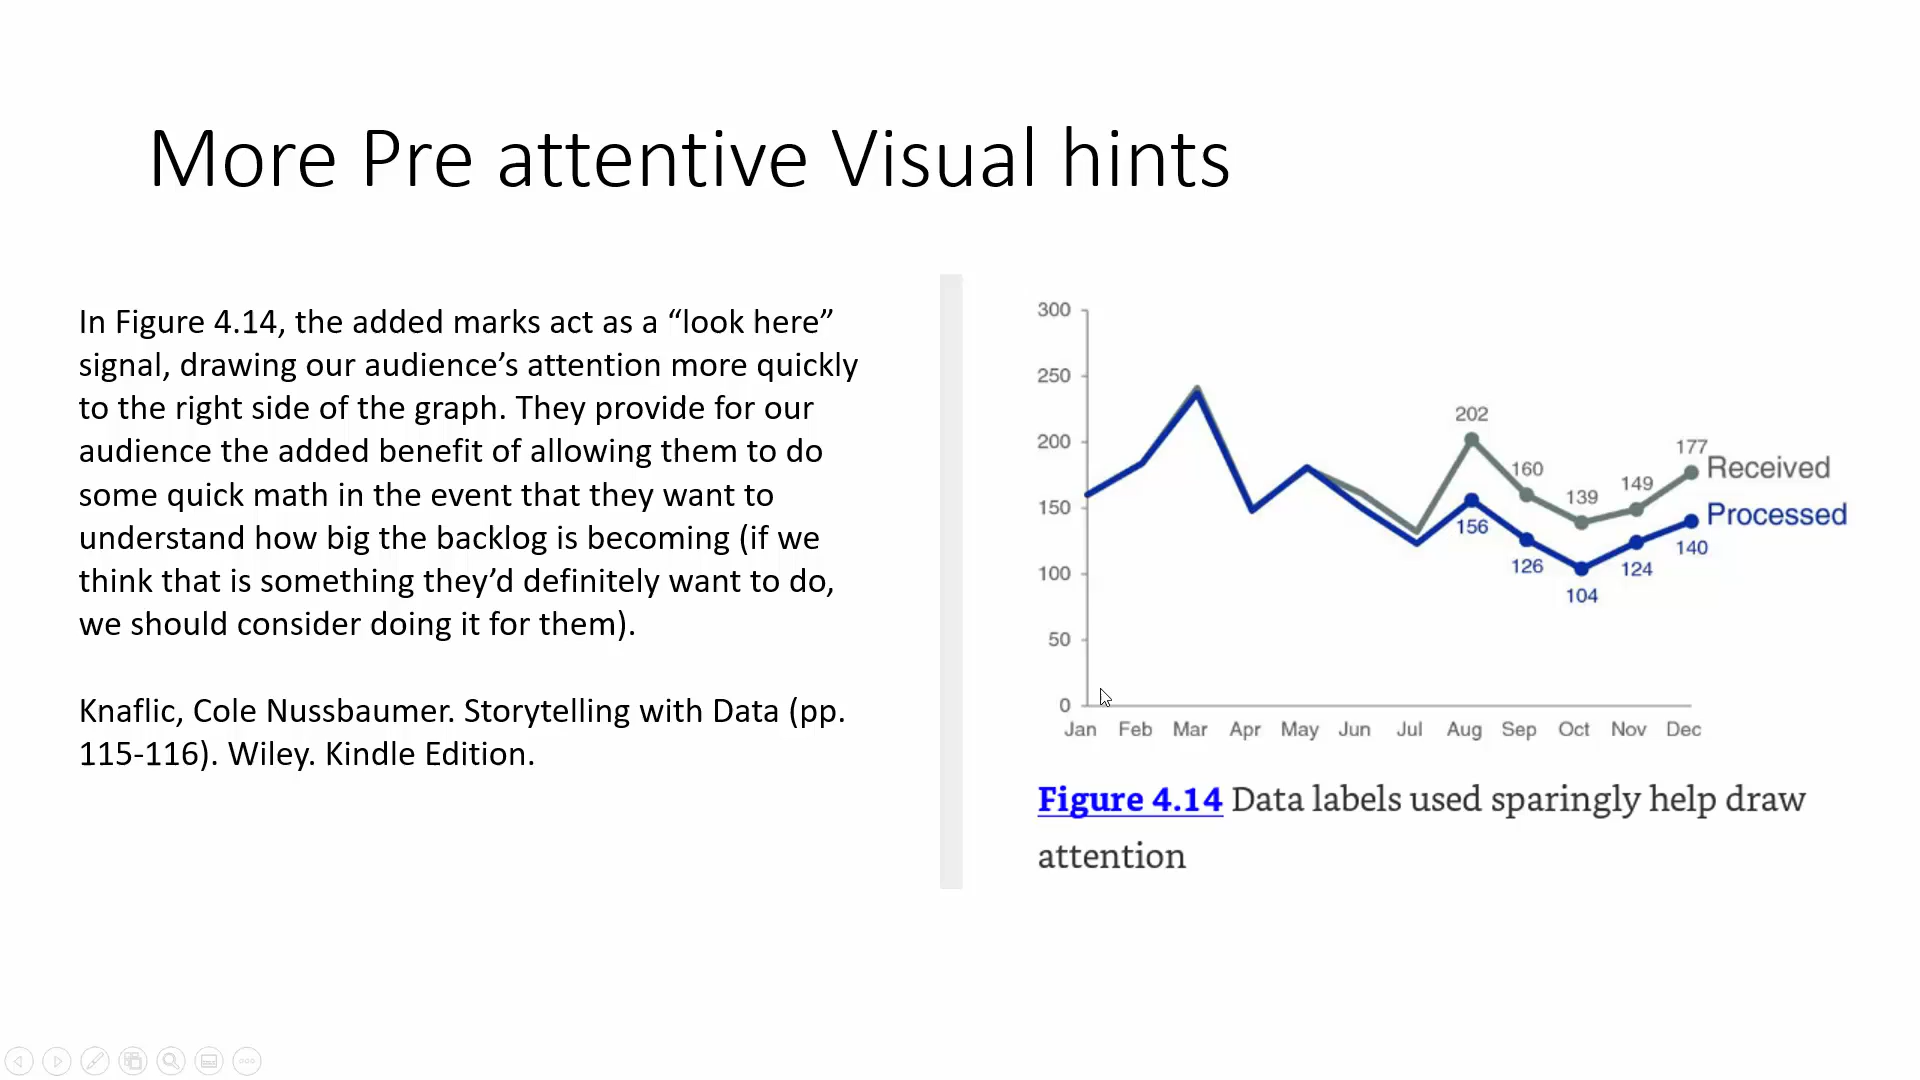 More Pre attentive Visual hints
In Figure 4.14, the added marks act as a “look here”
signal, drawing our audience’s attention more quickly
to the right side of the graph. They provide for our
audience the added benefit of allowing them to do
some quick math in the event that they want to
understand how big the backlog is becoming (if we
think that is something they’d definitely want to do,
we should consider doing it for them).
Knaflic, Cole Nussbaumer. Storytelling with Data (pp.
115-116). Wiley. Kindle Edition.
300
250
200
150
100
50
0
202
160
139
149
177
Received
Processed
156
126
104
124
140
Jan Feb Mar Apr May Jun Jul Aug Sep Oct Nov Dec
Figure 4.14 Data labels used sparingly help draw
attention